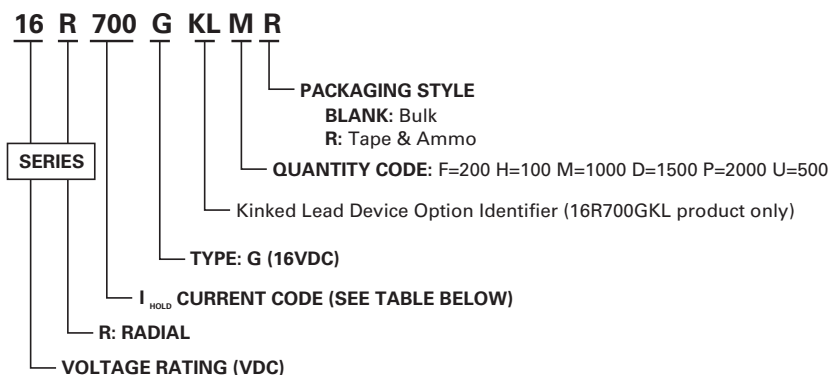 16 R 700 G KL M R
PACKAGING STYLE
BLANK: Bulk
R: Tape & Ammo
SERIES
QUANTITY CODE: F=200 H=100 M=1000 D=1500 P=2000 U=500
Kinked Lead Device Option Identifier (16R700GKL product only)
TYPE: G (16VDC)
I HOLD CURRENT CODE (SEE TABLE BELOW)
R: RADIAL
VOLTAGE RATING (VDC)